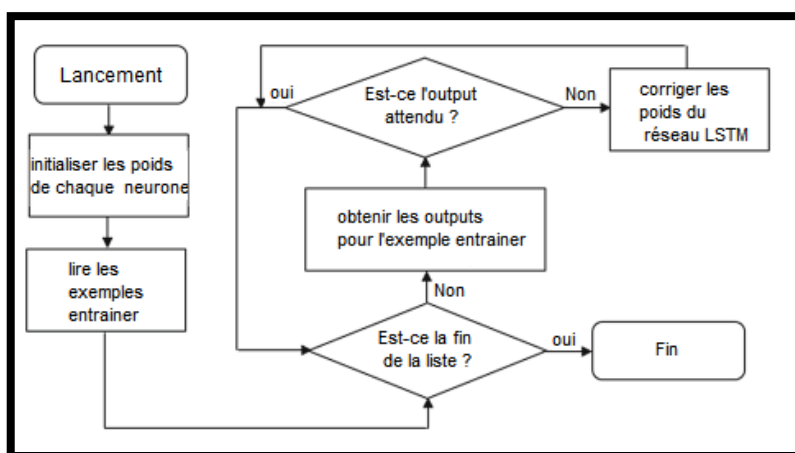 Lancement
initialiser les poids
de chaque neurone
lire les
exemples
entrainer
Est-ce la fin
de la liste ?
oui
Fin
Non
obtenir les outputs
pour l'exemple entrainer
Est-ce l'output
attendu ?
oui
Non
corriger les
poids du
réseau LSTM